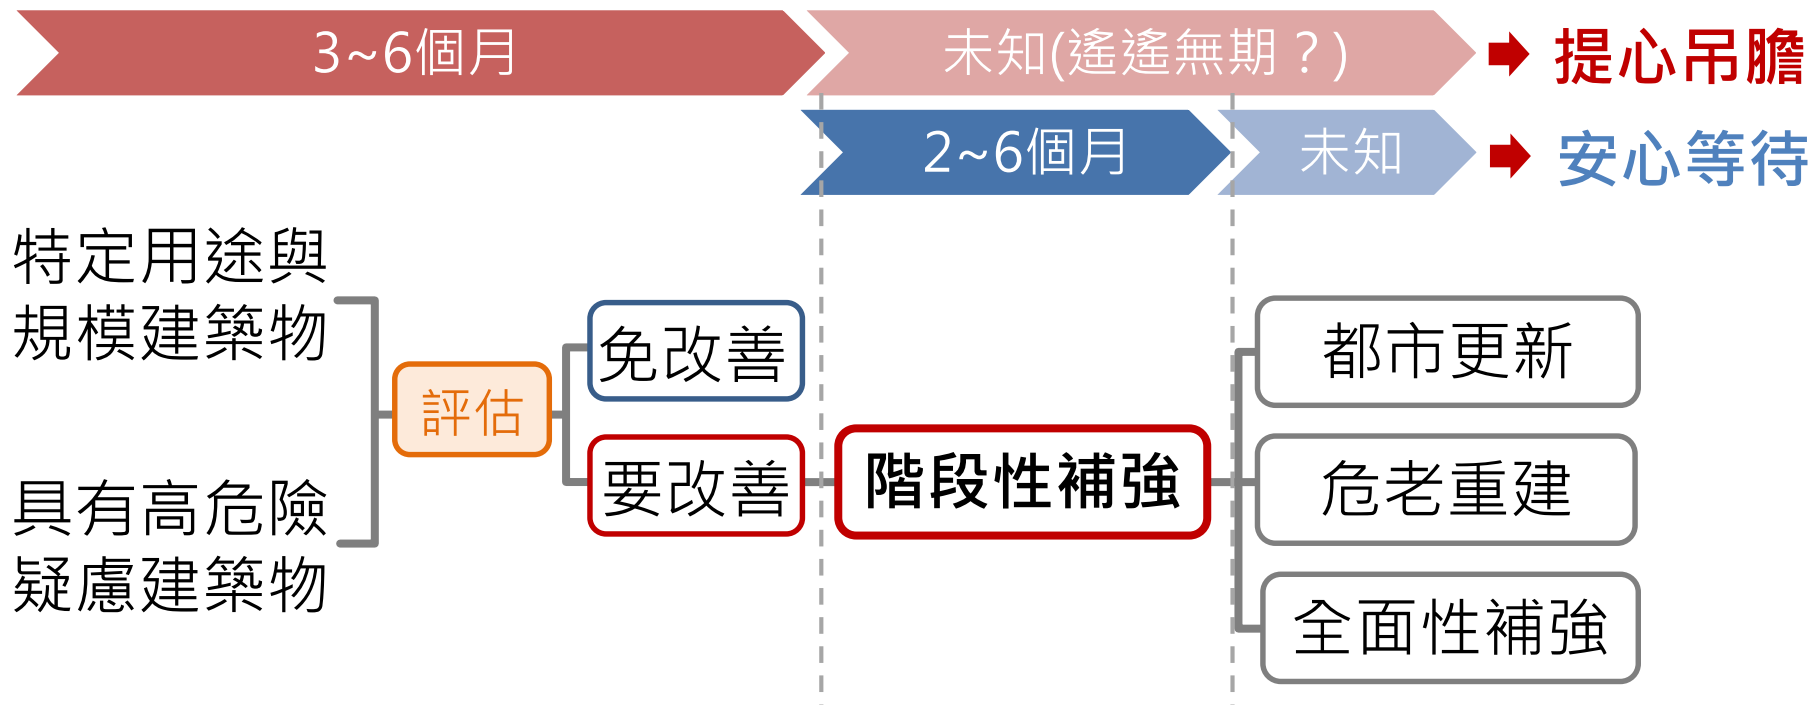 3~6個月
未知(遙遙無期？)
提心吊膽
2~6個月
未知
安心等待
特定用途與
規模建築物
具有高危險
疑慮建築物
評估
免改善
要改善
階段性補強
都市更新
危老重建
全面性補強